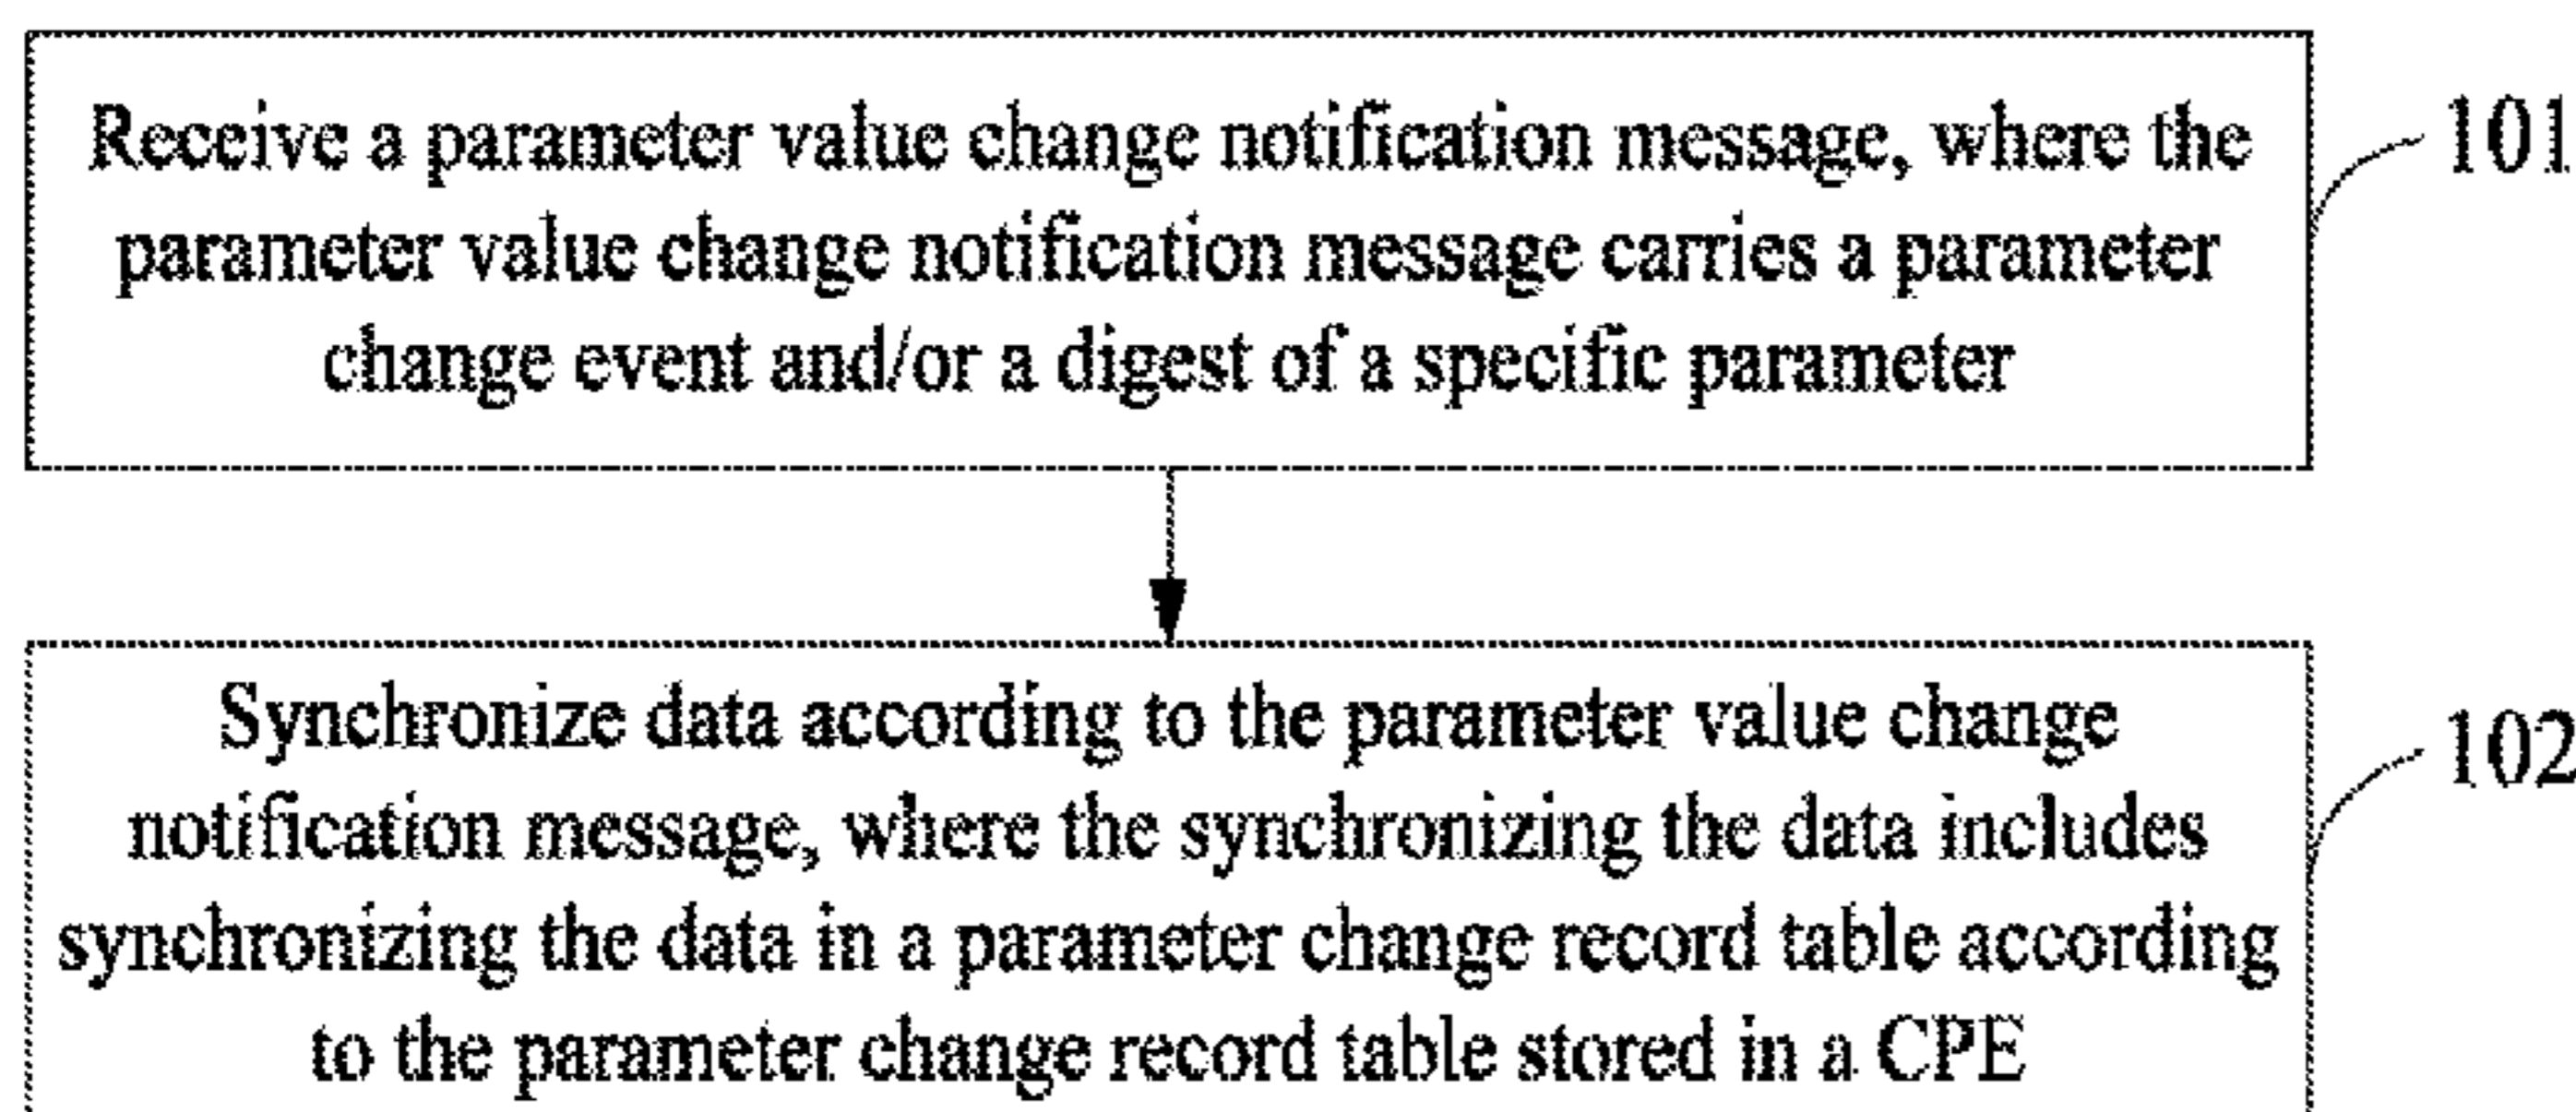 Receive a parameter value change notification message, where the
parameter value change notification message carries a parameter
change event and/or a digest of a specific parameter
101
Synchronize data according to the parameter value change
notification message, where the synchronizing the data includes
synchronizing the data in a parameter change record table according
to the parameter change record table stored in a CPE
102